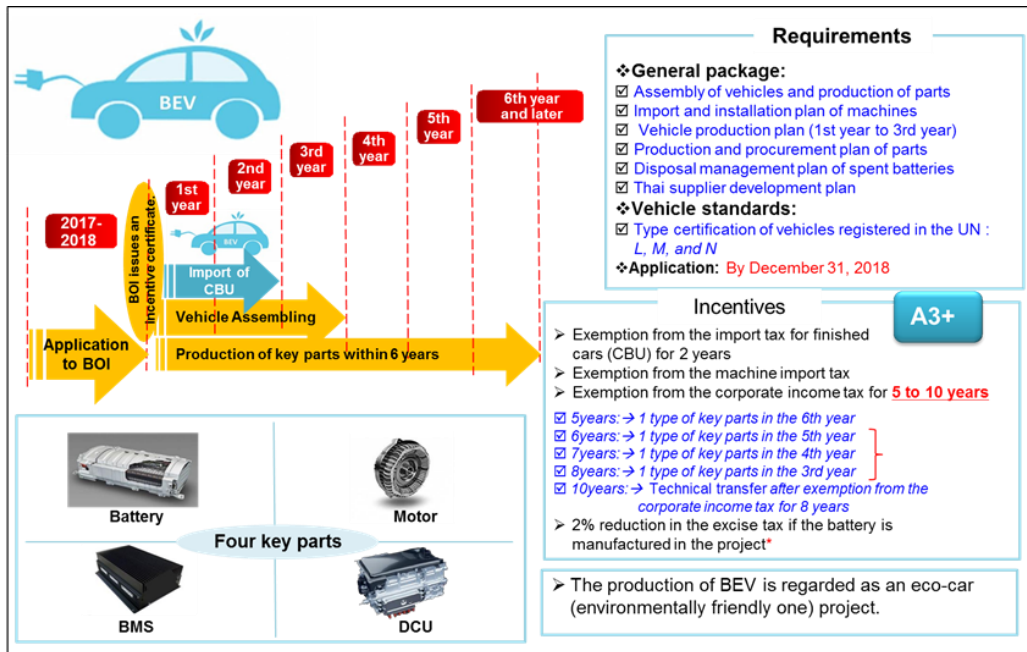 BEV
2017-
2018
BOI issues an
Incentive certificate.
1st
year
2nd
year
3rd
year
4th
year
5th
year
6th year
and later
BEV
Import of
CBU
Vehicle Assembling
Application
to BOI
Production of key parts within 6 years
Battery
Motor
Four key parts
BMS
DCU
Requirements
❖General package:
☑ Assembly of vehicles and production of parts
☑ Import and installation plan of machines
☑ Vehicle production plan (1st year to 3rd year)
☑ Production and procurement plan of parts
☑ Disposal management plan of spent batteries
☑ Thai supplier development plan
❖Vehicle standards:
☑ Type certification of vehicles registered in the UN :
L, M, and N
❖Application: By December 31, 2018
Incentives
A3+
➢ Exemption from the import tax for finished
cars (CBU) for 2 years
➢ Exemption from the machine import tax
➢ Exemption from the corporate income tax for 5 to 10 years
☑ 5years:→ 1 type of key parts in the 6th year
☑ 6years:→ 1 type of key parts in the 5th year
☑ 7years:→ 1 type of key parts in the 4th year
☑ 8years:→ 1 type of key parts in the 3rd year
☑ 10years:→ Technical transfer after exemption from the
corporate income tax for 8 years
➢ 2% reduction in the excise tax if the battery is
manufactured in the project*
➢ The production of BEV is regarded as an eco-car
(environmentally friendly one) project.